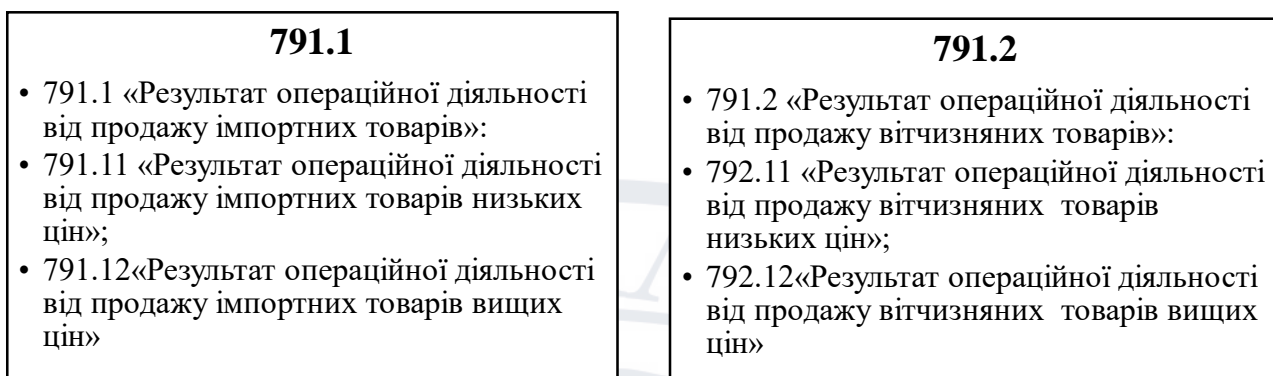 791.1
• 791.1 «Результат операційної діяльності
від продажу імпортних товарів»:
• 791.11 «Результат операційної діяльності
від продажу імпортних товарів низьких
цін»;
• 791.12«Результат операційної діяльності
від продажу імпортних товарів вищих
цін»
791.2
• 791.2 «Результат операційної діяльності
від продажу вітчизняних товарів»:
• 792.11 «Результат операційної діяльності
від продажу вітчизняних товарів
низьких цін»;
• 792.12«Результат операційної діяльності
від продажу вітчизняних товарів вищих
цін»